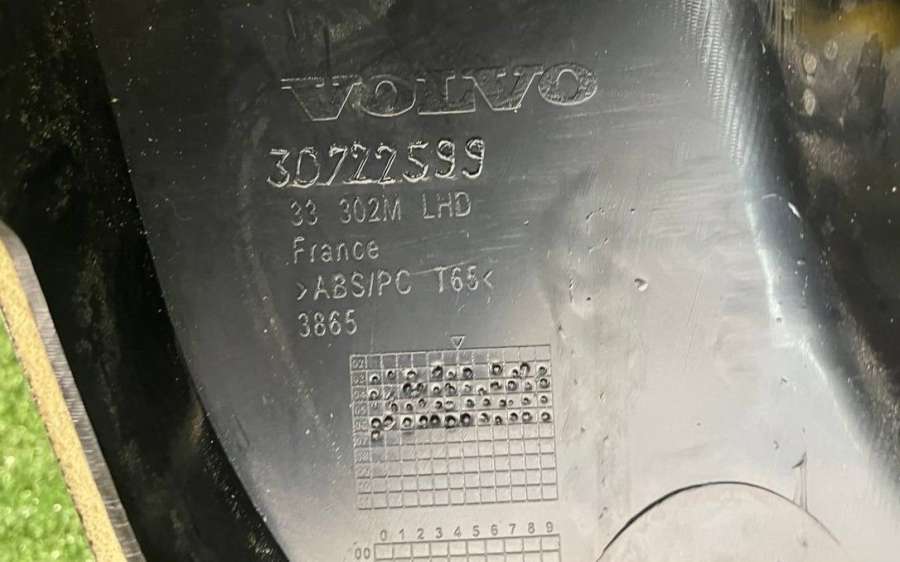 VOLVO
30722599
33 302M LHD
France
>ABS/PC T65<
3865
0 1 2 3 4 5 6 7 8 9
00